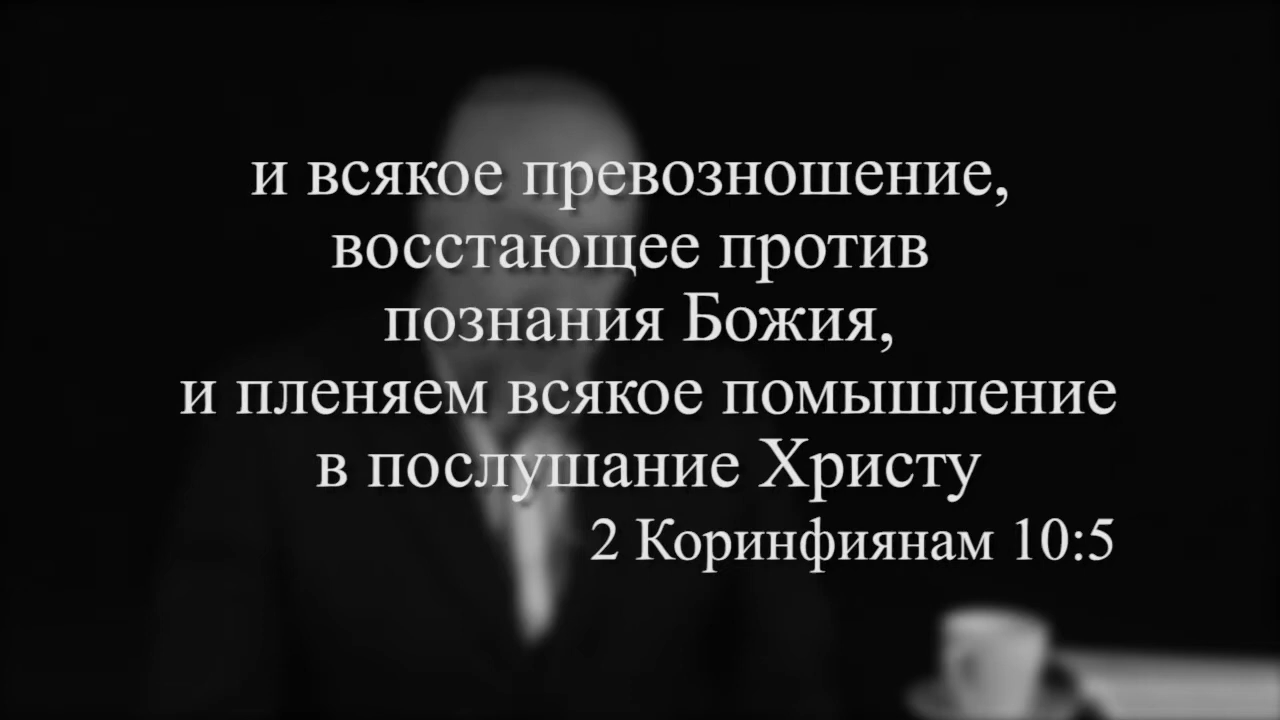 и всякое превозношение,
восстающее против
познания Божия,
и пленяем всякое помышление
в послушание Христу
2 Коринфиянам 10:5